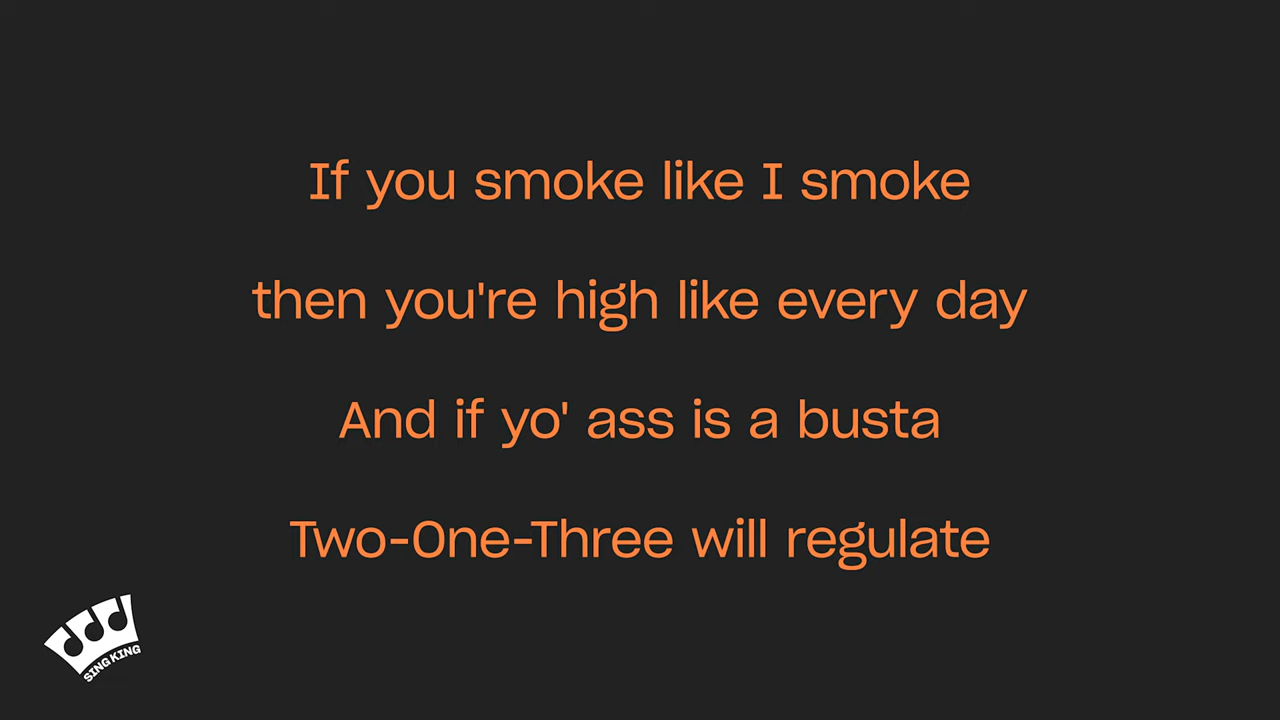 If you smoke like I smoke
then you're high like every day
And if yo' ass is a busta
Two-One-Three will regulate
SING KING